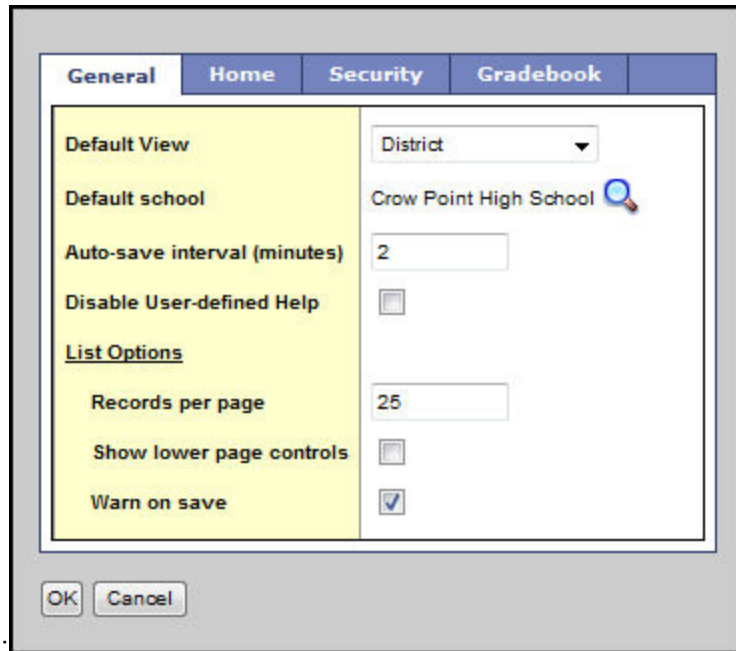 General Home Security Gradebook
Default View District
Default school Crow Point High School
Auto-save interval (minutes) 2
Disable User-defined Help
List Options
Records per page 25
Show lower page controls
Warn on save
OK Cancel
.